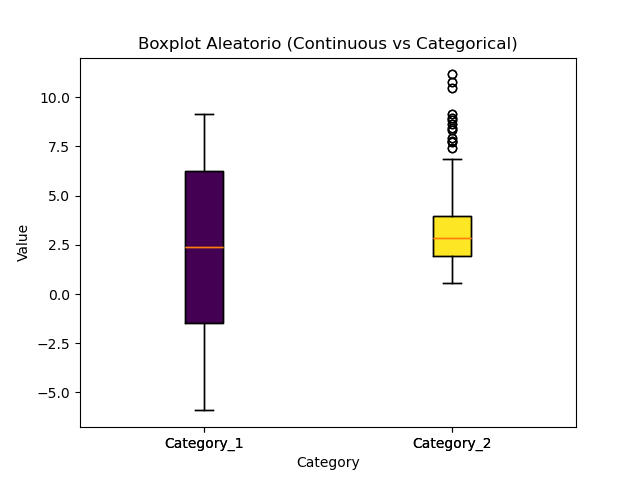 Boxplot Aleatorio (Continuous vs Categorical)
10.0
7.5
5.0
2.5
0.0
−2.5
−5.0
Value
Category_1
Category_2
Category